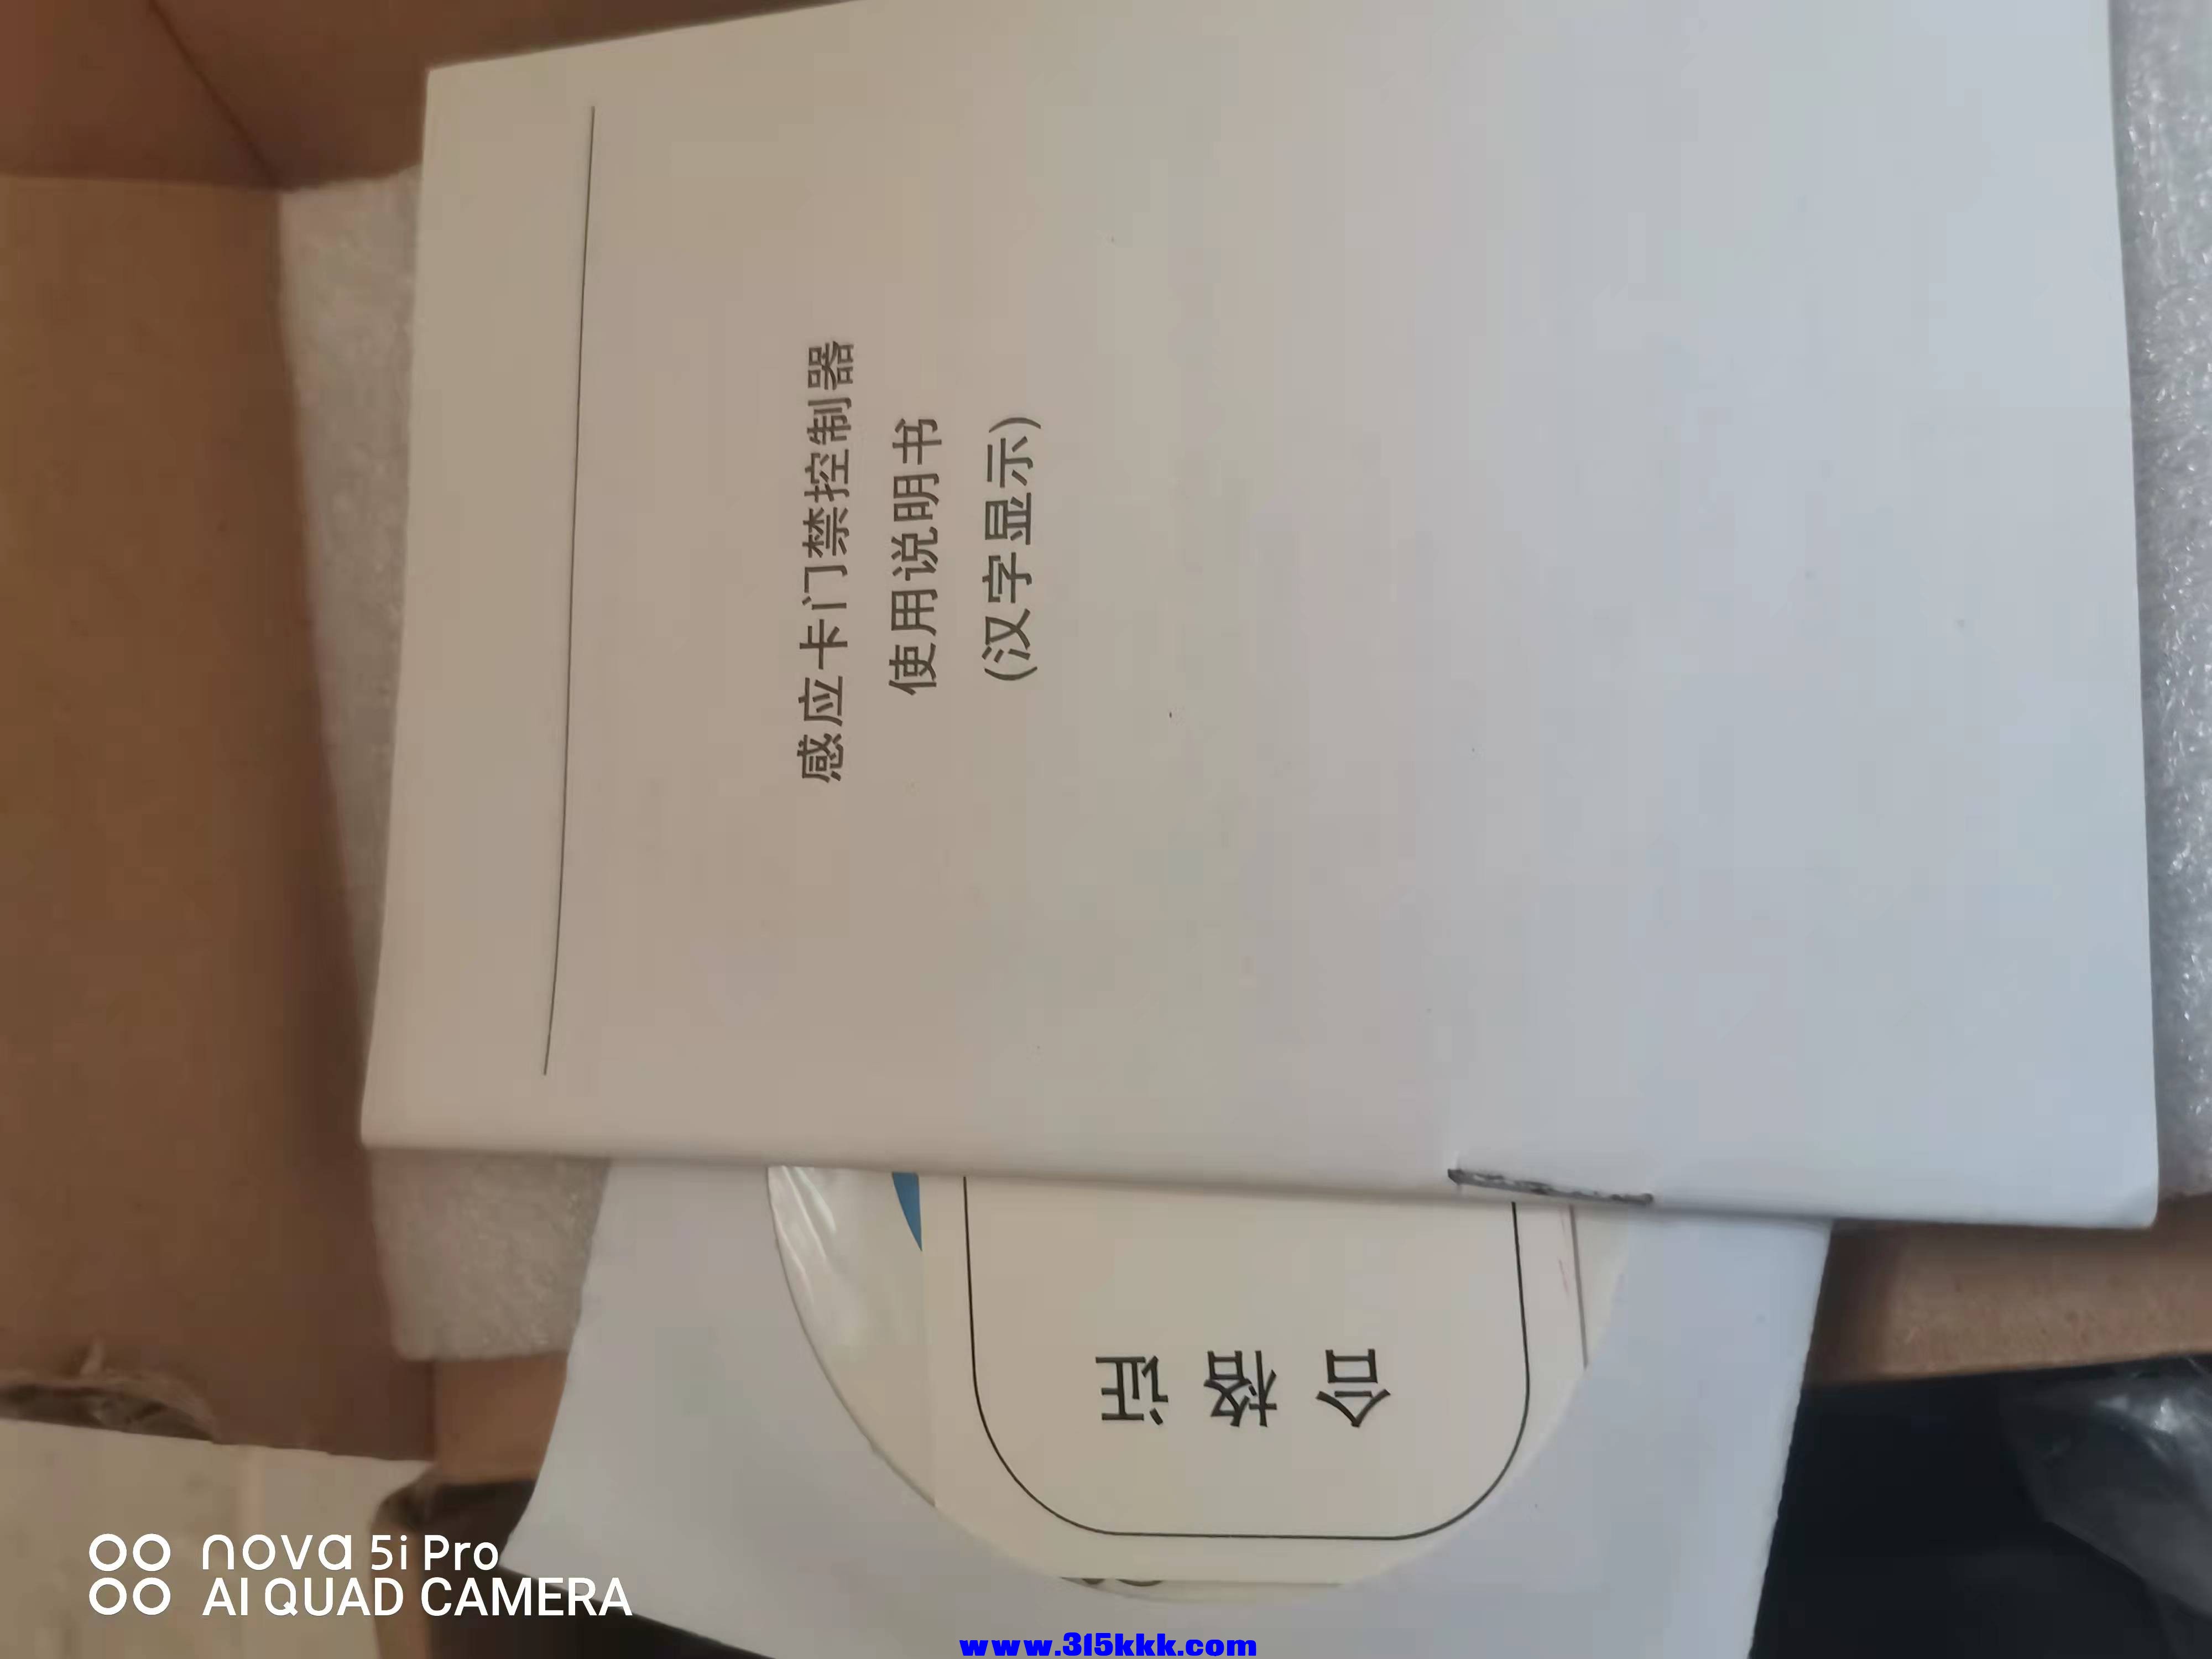 感应卡门禁控制器
使用说明书
(汉字显示)
合格证
nova 5i Pro
AI QUAD CAMERA
www.315kkk.com